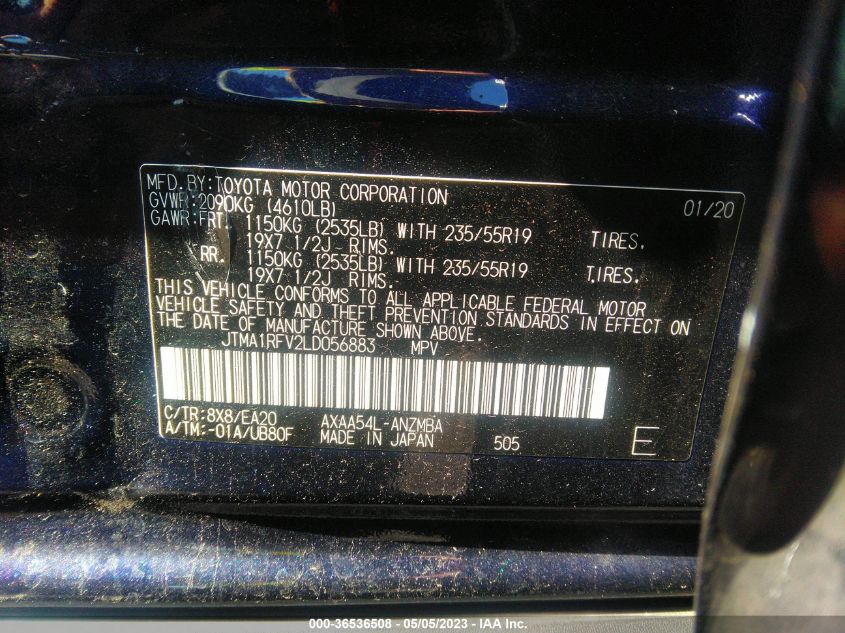 MFD. BY: TOYOTA MOTOR CORPORATION 01/20
GVWR: 2090KG (4610LB)
GAWR: FRT. 1150KG (2535LB) WITH 235/55R19 TIRES.
19X7 1/2J RIMS.
RR. 1150KG (2535LB) WITH 235/55R19 TIRES.
19X7 1/2J RIMS.
THIS VEHICLE CONFORMS TO ALL APPLICABLE FEDERAL MOTOR
VEHICLE SAFETY AND THEFT PREVENTION STANDARDS IN EFFECT ON
THE DATE OF MANUFACTURE SHOWN ABOVE.
JTMA1RFV2LD056883 MPV
C/TR: 8X8/EA20 AXAA54L-ANZMBA
A/TM: -01A/UB80F MADE IN JAPAN 505 E
000-36536508 - 05/05/2023 - IAA Inc.